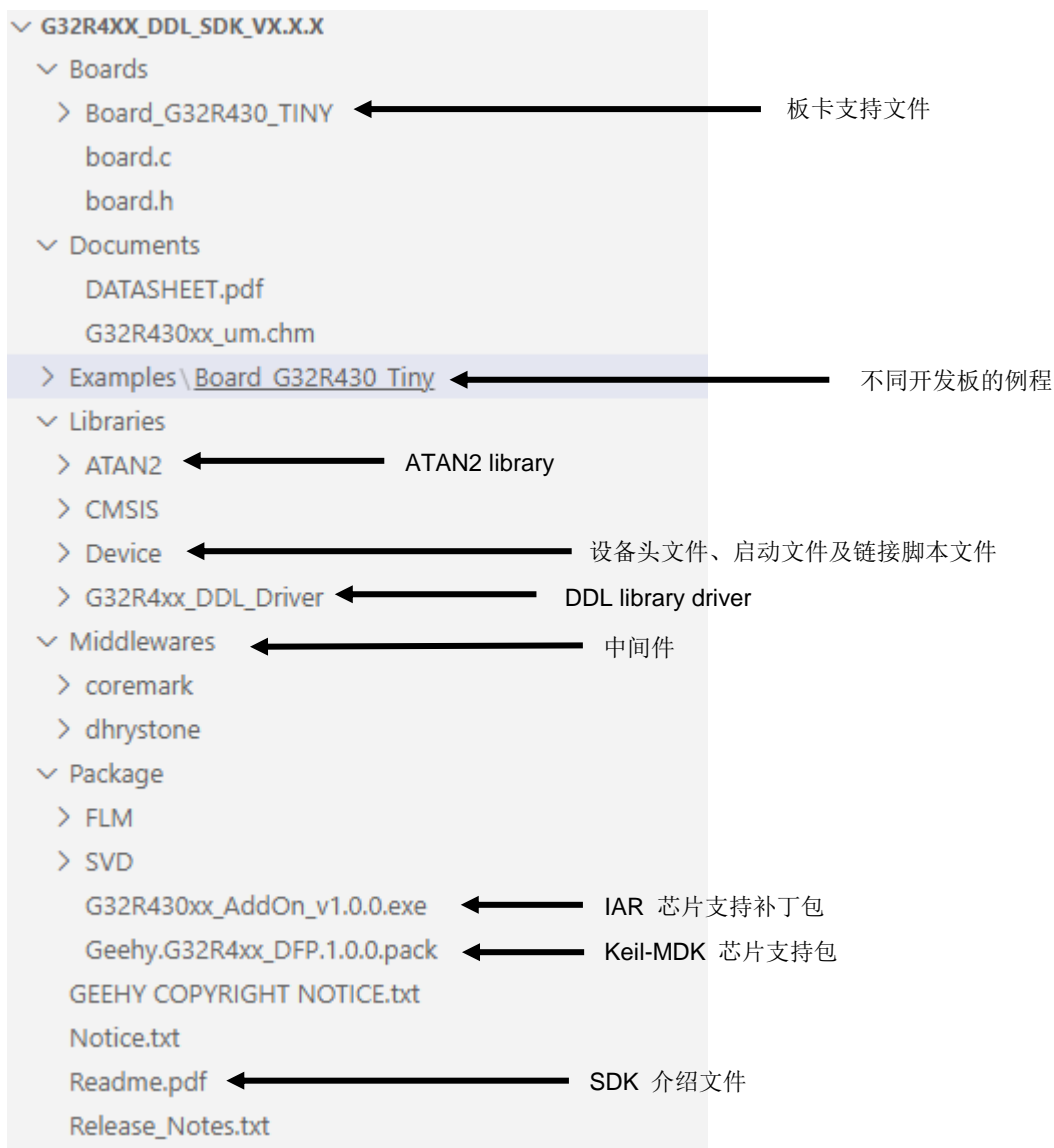 G32R4XX_DDL_SDK_VX.X.X
Boards
Board_G32R430_TINY 板卡支持文件
board.c
board.h
Documents
DATASHEET.pdf
G32R430xx_um.chm
Examples\Board_G32R430_Tiny 不同开发板的例程
Libraries
ATAN2 ATAN2 library
CMSIS
Device 设备头文件、启动文件及链接脚本文件
G32R4xx_DDL_Driver DDL library driver
Middlewares 中间件
coremark
dhrystone
Package
FLM
SVD
G32R430xx_AddOn_v1.0.0.exe IAR 芯片支持补丁包
Geehy.G32R4xx_DFP.1.0.0.pack Keil-MDK 芯片支持包
GEEHY COPYRIGHT NOTICE.txt
Notice.txt
Readme.pdf SDK 介绍文件
Release_Notes.txt